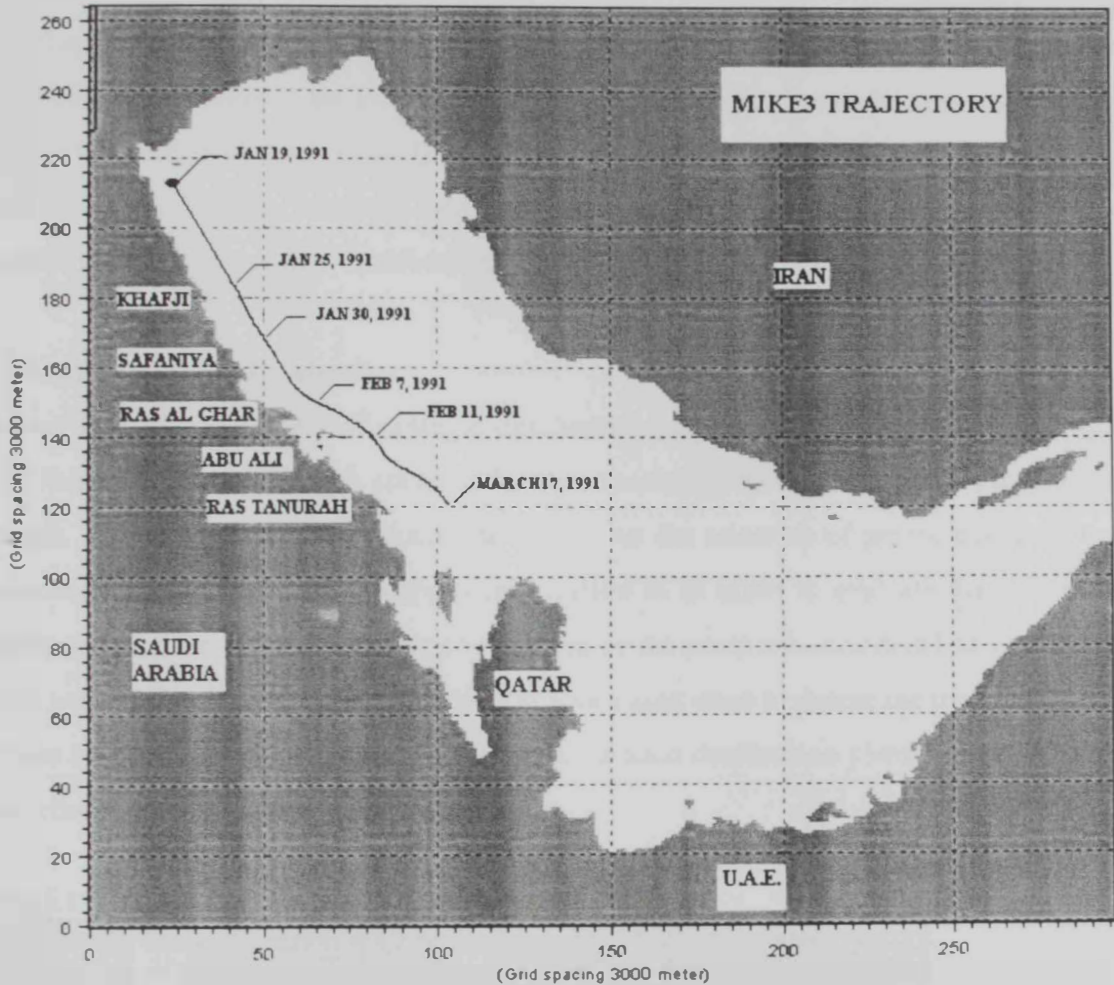 260
240
220
200
180
160
140
120
100
80
60
40
20
0
(Grid spacing 3000 meter)
MIKE3 TRAJECTORY
JAN 19, 1991
JAN 25, 1991
IRAN
KHAFJI
JAN 30, 1991
SAFANIYA
FEB 7, 1991
RAS AL GHAR
FEB 11, 1991
ABU ALI
MARCH 17, 1991
RAS TANURAH
SAUDI
ARABIA
QATAR
U.A.E.
0 50 100 150 200 250
(Grid spacing 3000 meter)